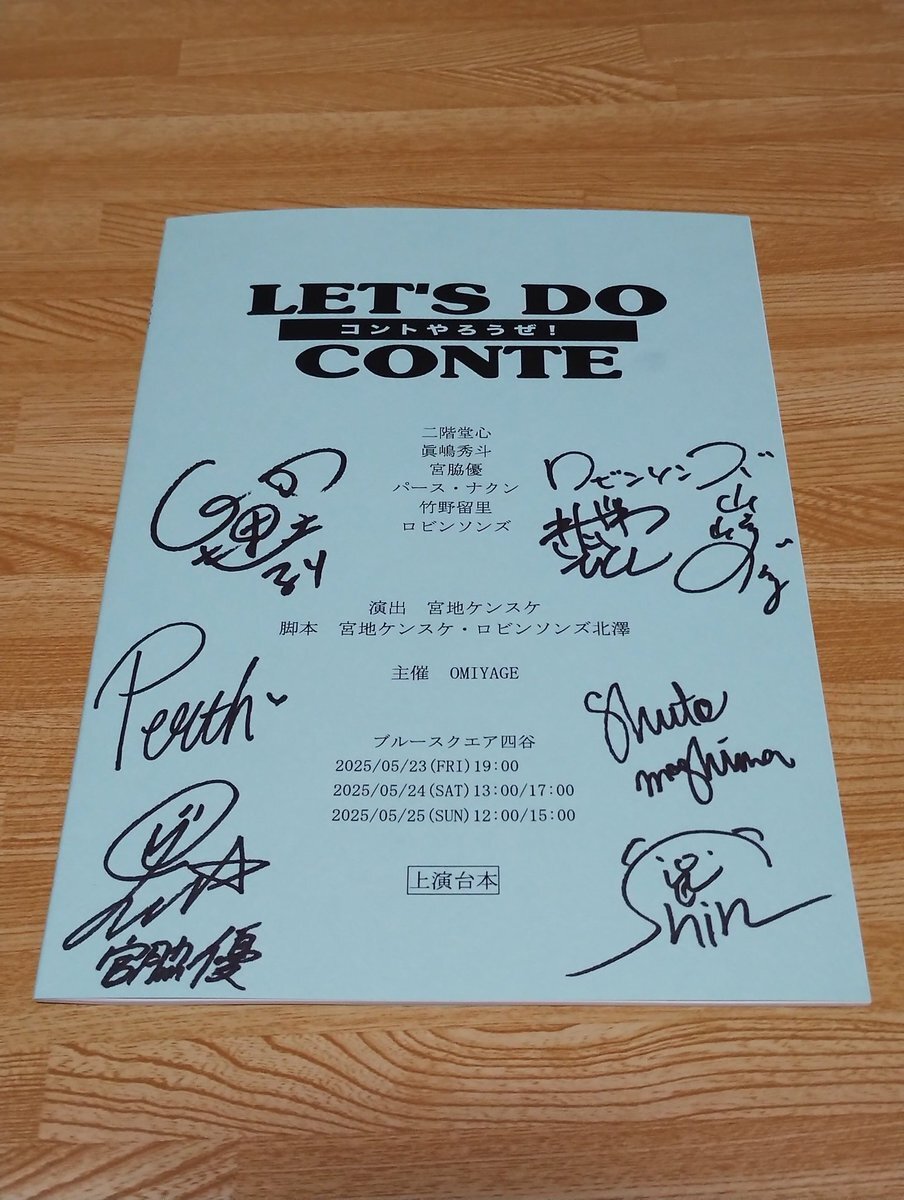 LET'S DO
コントやろうぜ！
CONTE
二階堂心
眞嶋秀斗
宮脇優
パース・ナクン
竹野留里
ロビンソンズ
ロビンソンズ
山崎
演出　宮地ケンスケ
脚本　宮地ケンスケ・ロビンソンズ北澤
主催　OMIYAGE
Perth
Shuto
mashima
ブルースクエア四谷
2025/05/23(FRI)19:00
2025/05/24(SAT)13:00/17:00
2025/05/25(SUN)12:00/15:00
上演台本
宮脇優
Shin